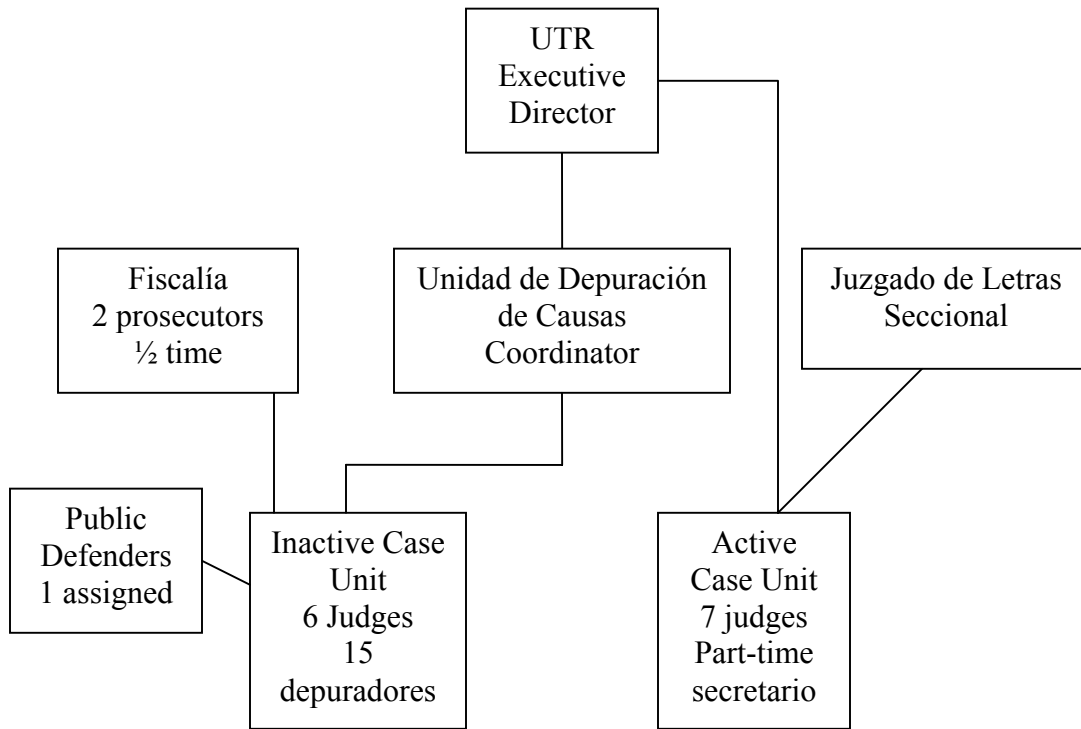 UTR
Executive
Director
Fiscalía
2 prosecutors
½ time
Unidad de Depuración
de Causas
Coordinator
Juzgado de Letras
Seccional
Public
Defenders
1 assigned
Inactive Case
Unit
6 Judges
15
depuradores
Active
Case Unit
7 judges
Part-time
secretario